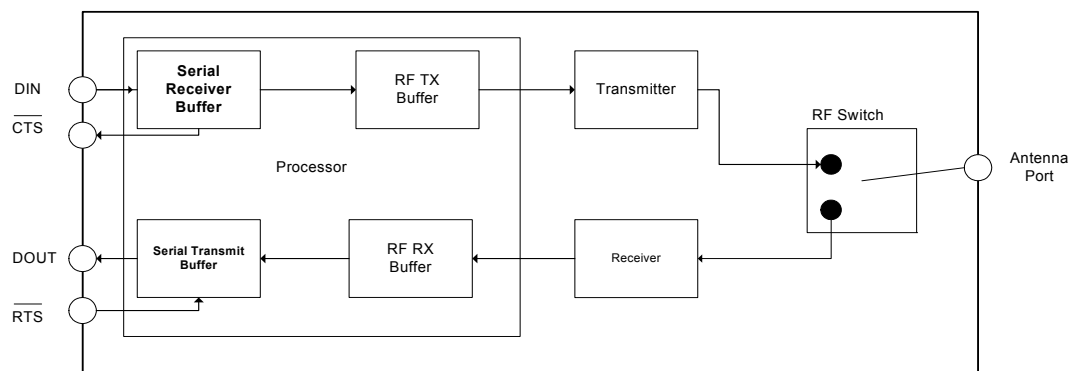 DIN
CTS
Serial
Receiver
Buffer
RF TX
Buffer
Transmitter
RF Switch
Antenna
Port
Processor
DOUT
RTS
Serial Transmit
Buffer
RF RX
Buffer
Receiver